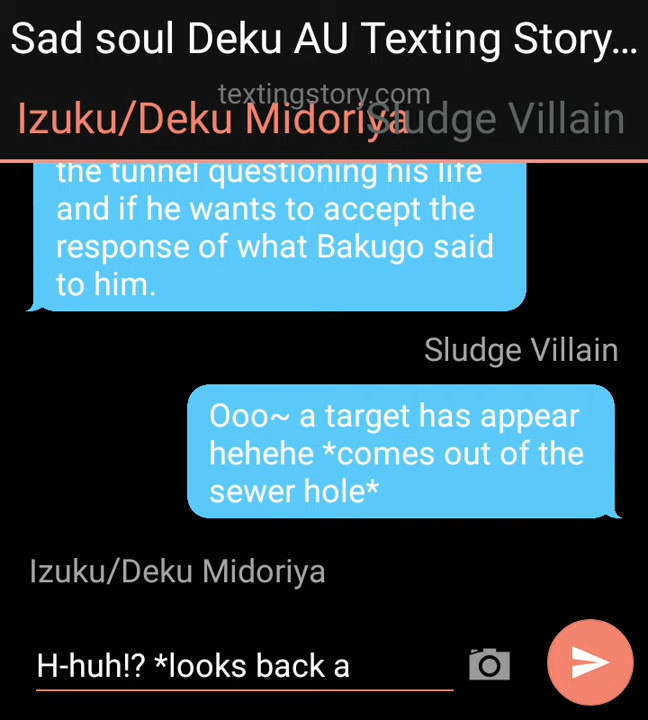 Sad soul Deku AU Texting Story...
textingstory.com
Izuku/Deku Midoriya
Sludge Villain
the tunnel questioning his life
and if he wants to accept the
response of what Bakugo said
to him.
Sludge Villain
Ooo~ a target has appear
hehehe *comes out of the
sewer hole*
Izuku/Deku Midoriya
H-huh!? *looks back a